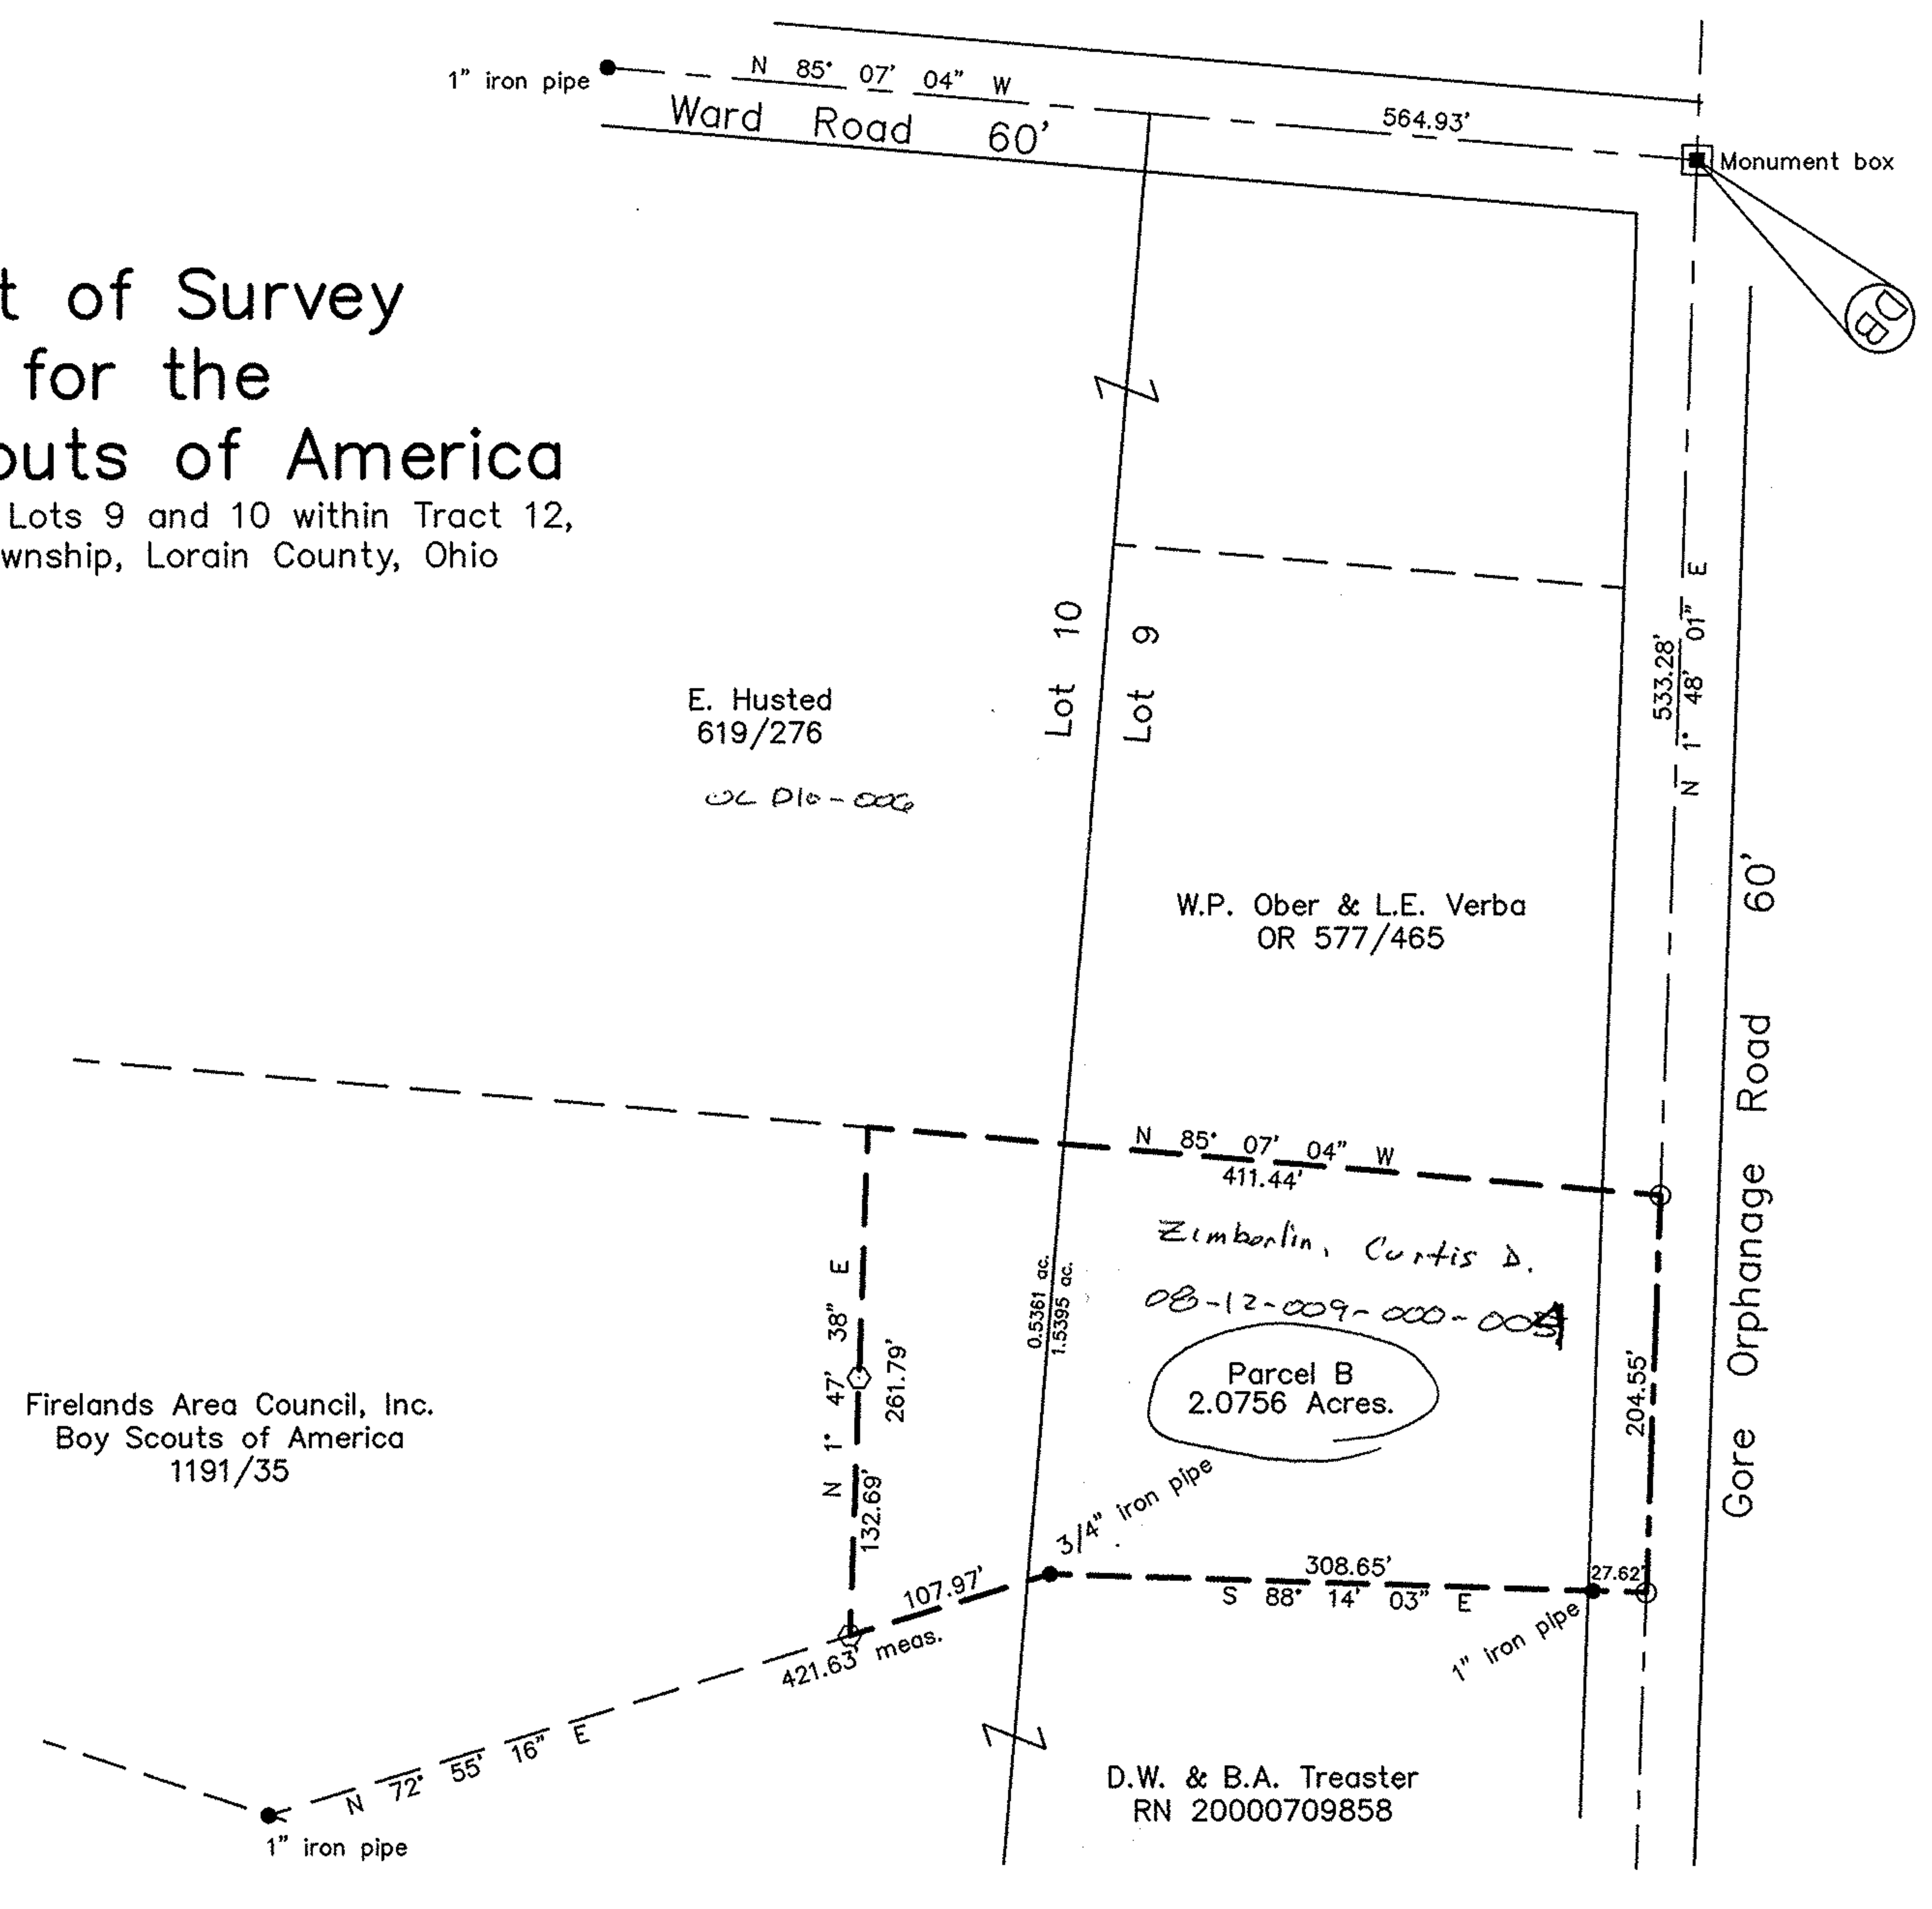 1" iron pipe
N 85° 07' 04" W
564.93'
Ward Road 60'
Monument box
DB
t of Survey
for the
outs of America
Lots 9 and 10 within Tract 12,
wnship, Lorain County, Ohio
533.28'
N 1° 48' 01" E
Lot 10
Lot 9
E. Husted
619/276
W.P. Ober & L.E. Verba
OR 577/465
Gore Orphanage Road 60'
N 85° 07' 04" W
411.44'
Zimberlin, Curtis D.
08-12-009-000-
0.5361 ac.
1.5395 ac.
Parcel B
2.0756 Acres.
204.55'
N 1° 47' 38" E
261.79'
132.69'
Firelands Area Council, Inc.
Boy Scouts of America
1191/35
3/4" iron pipe
308.65'
S 88° 14' 03" E
27.62'
1" iron pipe
107.97'
421.63' meas.
N 72° 55' 16" E
1" iron pipe
D.W. & B.A. Treaster
RN 20000709858